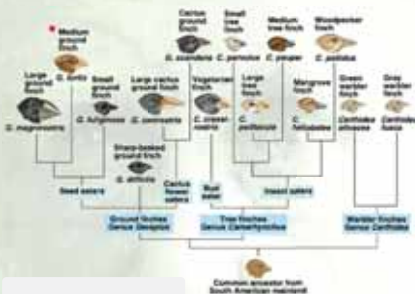 Medium
ground
finch
G. fortis
Cactus
ground
finch
G. scandens
Small
tree
finch
C. parvulus
Medium
tree finch
C. pauper
Woodpecker
finch
C. pallidus
Large
ground
finch
G. magnirostris
Small
ground
finch
G. fuliginosa
Large cactus
ground finch
G. conirostris
Vegetarian
finch
Large
tree
finch
C. psittacula
Mangrove
finch
C. heliobates
Green
warbler
finch
Certhidea
olivacea
Gray
warbler
finch
Certhidea
fusca
Sharp-beaked
ground finch
G. difficilis
Seed eaters
Cactus
flower
eaters
Bud
eater
Insect eaters
Ground finches
Genus Geospiza
Tree finches
Genus Camarhynchus
Warbler finches
Genus Certhidea
Common ancestor from
South American mainland